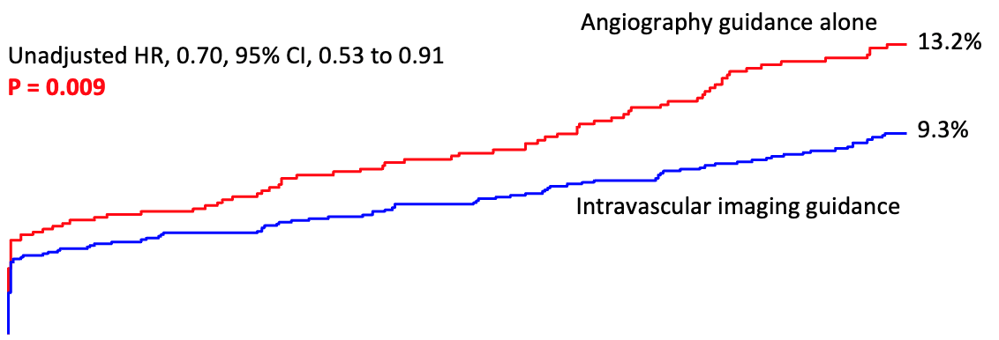 Angiography guidance alone
13.2%
Unadjusted HR, 0.70, 95% CI, 0.53 to 0.91
P = 0.009
9.3%
Intravascular imaging guidance